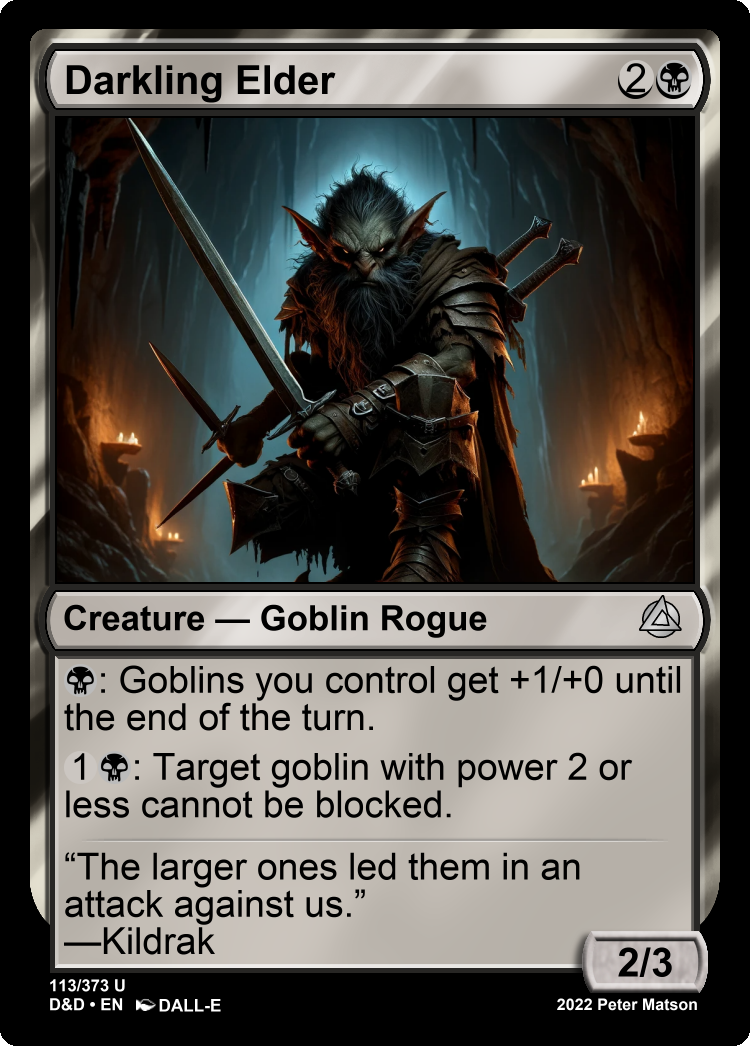 Darkling Elder 2
Creature — Goblin Rogue
: Goblins you control get +1/+0 until
the end of the turn.
1 : Target goblin with power 2 or
less cannot be blocked.
“The larger ones led them in an
attack against us.”
—Kildrak
2/3
113/373 U
D&D • EN DALL-E
2022 Peter Matson